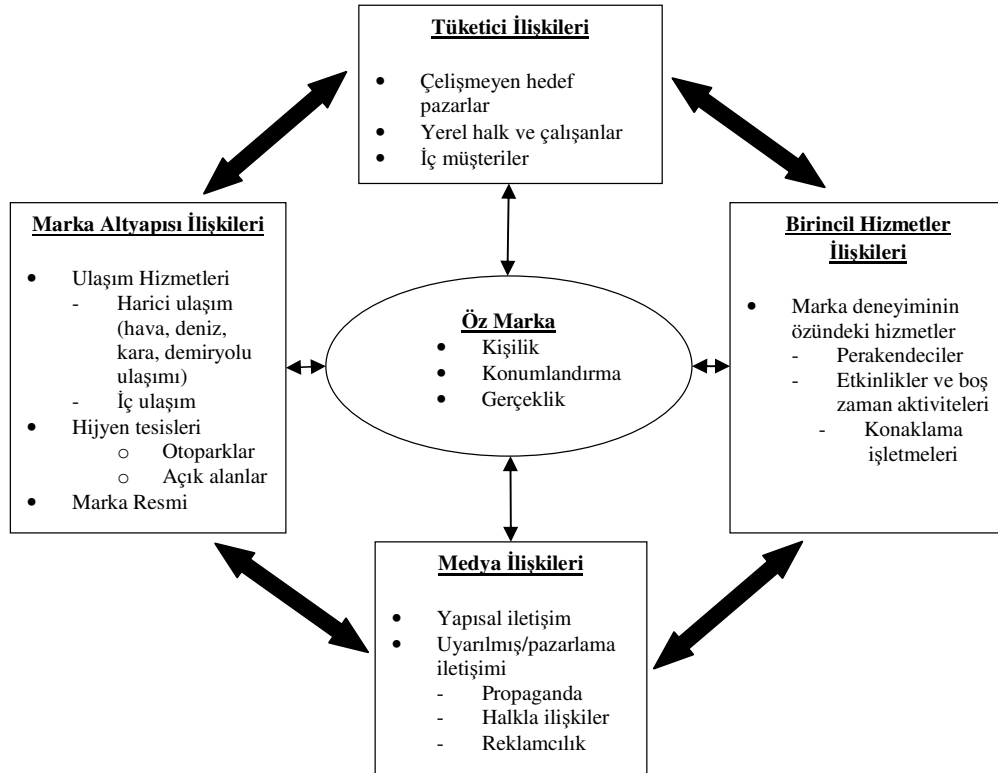 Tüketici İlişkileri
• Çelişmeyen hedef
pazarlar
• Yerel halk ve çalışanlar
• İç müşteriler
Marka Altyapısı İlişkileri
• Ulaşım Hizmetleri
- Harici ulaşım
(hava, deniz,
kara, demiryolu
ulaşımı)
- İç ulaşım
• Hijyen tesisleri
o Otoparklar
o Açık alanlar
• Marka Resmi
Öz Marka
• Kişilik
• Konumlandırma
• Gerçeklik
Birincil Hizmetler
İlişkileri
• Marka deneyiminin
özündeki hizmetler
- Perakendeciler
- Etkinlikler ve boş
zaman aktiviteleri
- Konaklama
işletmeleri
Medya İlişkileri
• Yapısal iletişim
• Uyarılmış/pazarlama
iletişimi
- Propaganda
- Halkla ilişkiler
- Reklamcılık